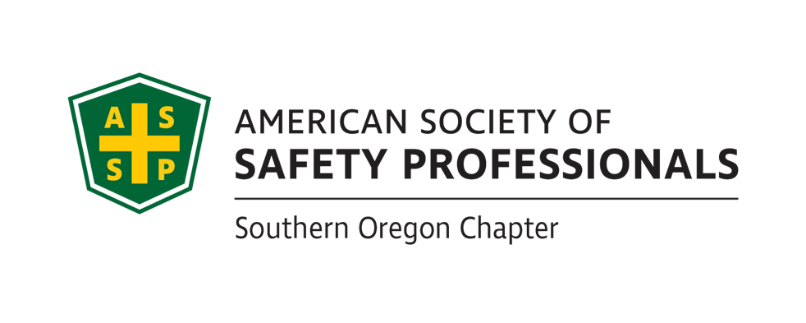 A S
S P
AMERICAN SOCIETY OF
SAFETY PROFESSIONALS
Southern Oregon Chapter